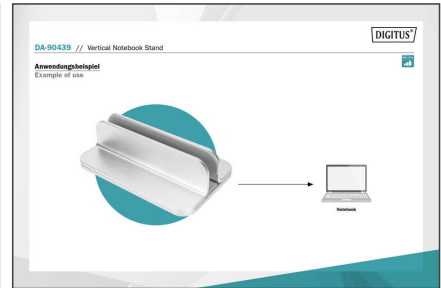 DIGITUS®
DA-90439 // Vertical Notebook Stand
Anwendungsbeispiel
Example of use
Notebook